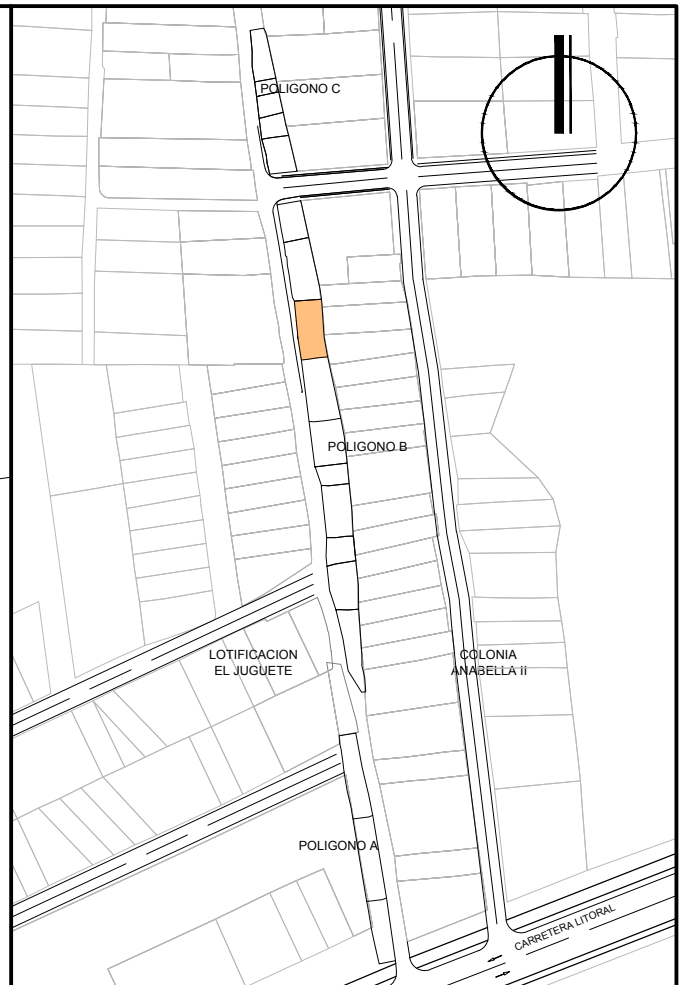 POLIGONO C
POLIGONO B
LOTIFICACION
EL JUGUETE
COLONIA
ANABELLA II
POLIGONO A
CARRETERA LITORAL